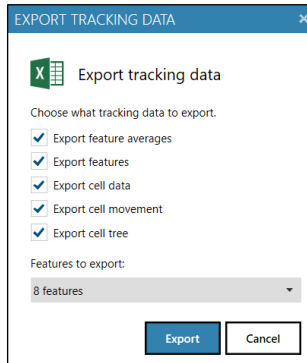 EXPORT TRACKING DATA
Export tracking data
Choose what tracking data to export.
Export feature averages
Export features
Export cell data
Export cell movement
Export cell tree
Features to export:
8 features
Export Cancel